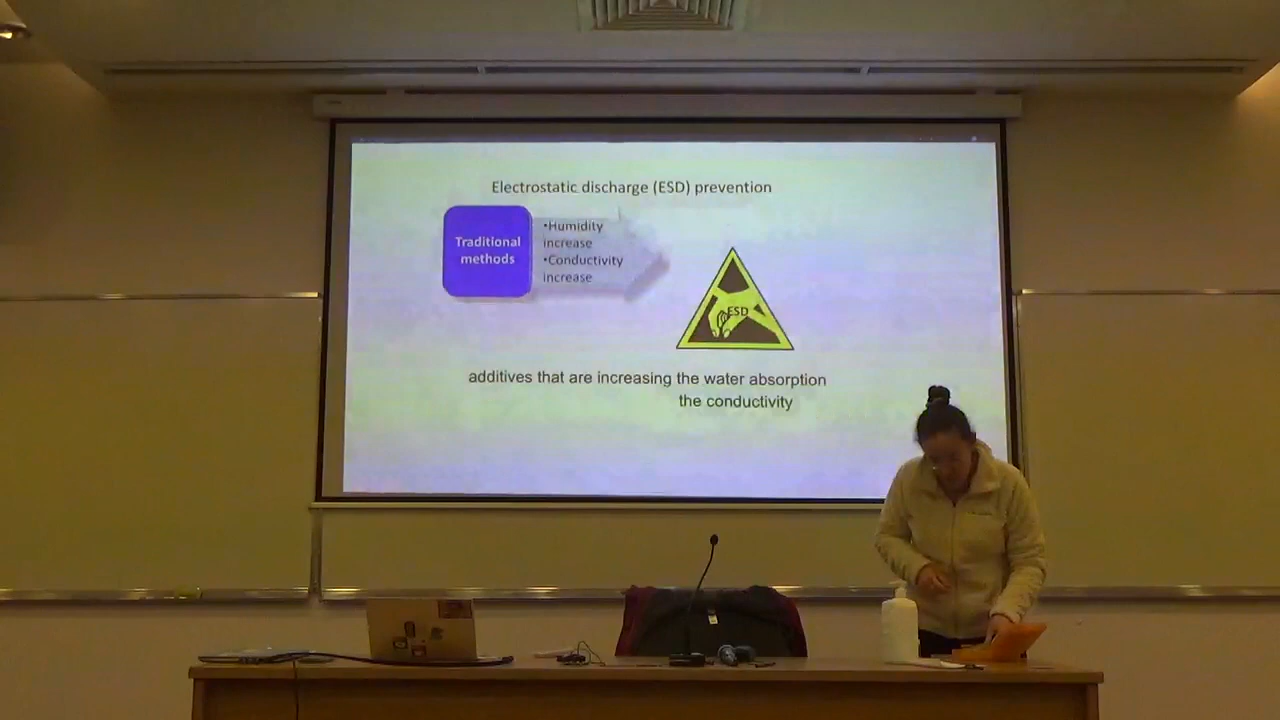 Electrostatic discharge (ESD) prevention
Traditional
methods
•Humidity
increase
•Conductivity
increase
ESD
additives that are increasing the water absorption
the conductivity